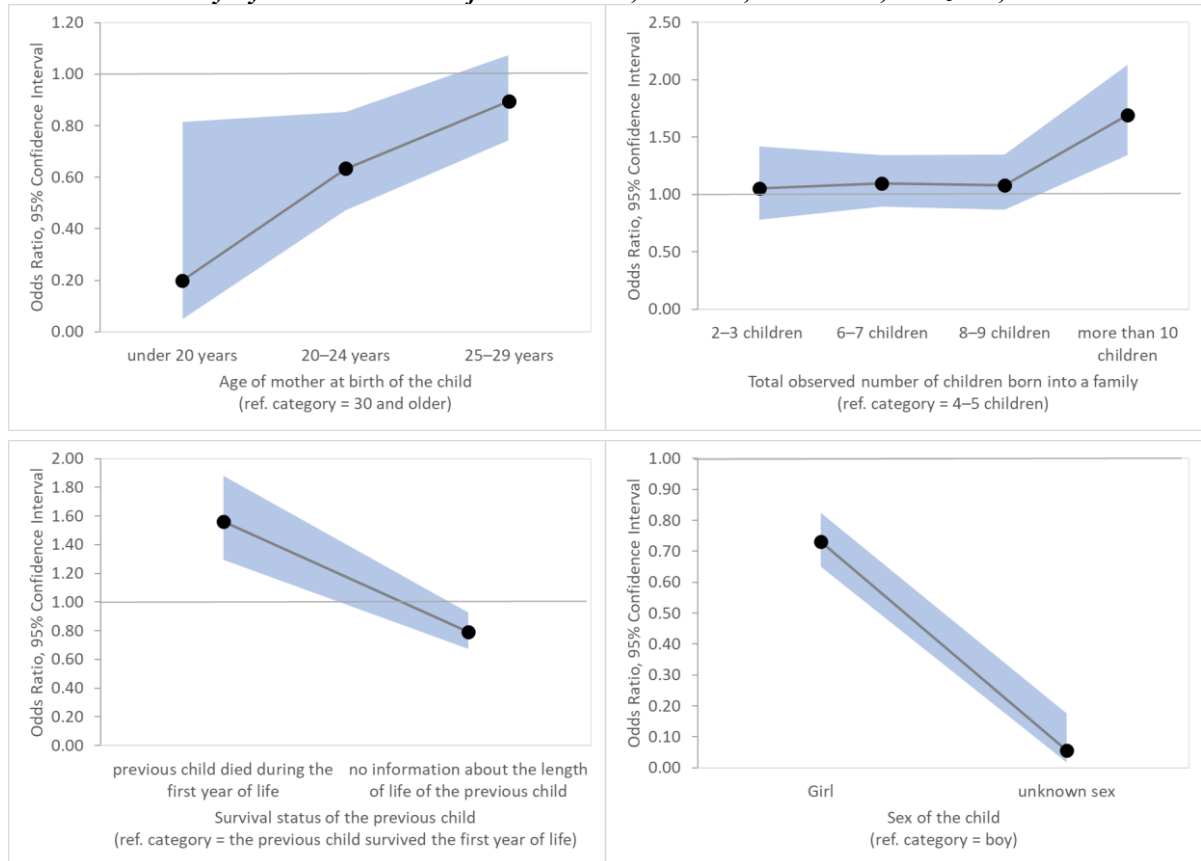 1.20
1.00
0.80
0.60
0.40
0.20
0.00
Odds Ratio, 95% Confidence Interval
under 20 years
20–24 years
25–29 years
Age of mother at birth of the child
(ref. category = 30 and older)
2.50
2.00
1.50
1.00
0.50
0.00
Odds Ratio, 95% Confidence Interval
2–3 children
6–7 children
8–9 children
more than 10
children
Total observed number of children born into a family
(ref. category = 4–5 children)
2.00
1.80
1.60
1.40
1.20
1.00
0.80
0.60
0.40
0.20
0.00
Odds Ratio, 95% Confidence Interval
previous child died during the
first year of life
no information about the length
of life of the previous child
Survival status of the previous child
(ref. category = the previous child survived the first year of life)
1.00
0.90
0.80
0.70
0.60
0.50
0.40
0.30
0.20
0.10
0.00
Odds Ratio, 95% Confidence Interval
Girl
unknown sex
Sex of the child
(ref. category = boy)